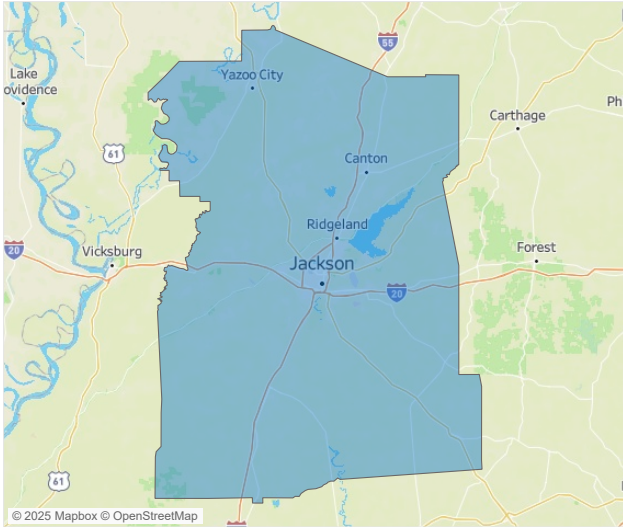 55
Lake
ovidence
Yazoo City
Carthage
Ph
61
Canton
Ridgeland
20
Vicksburg
Forest
Jackson
20
61
© 2025 Mapbox © OpenStreetMap